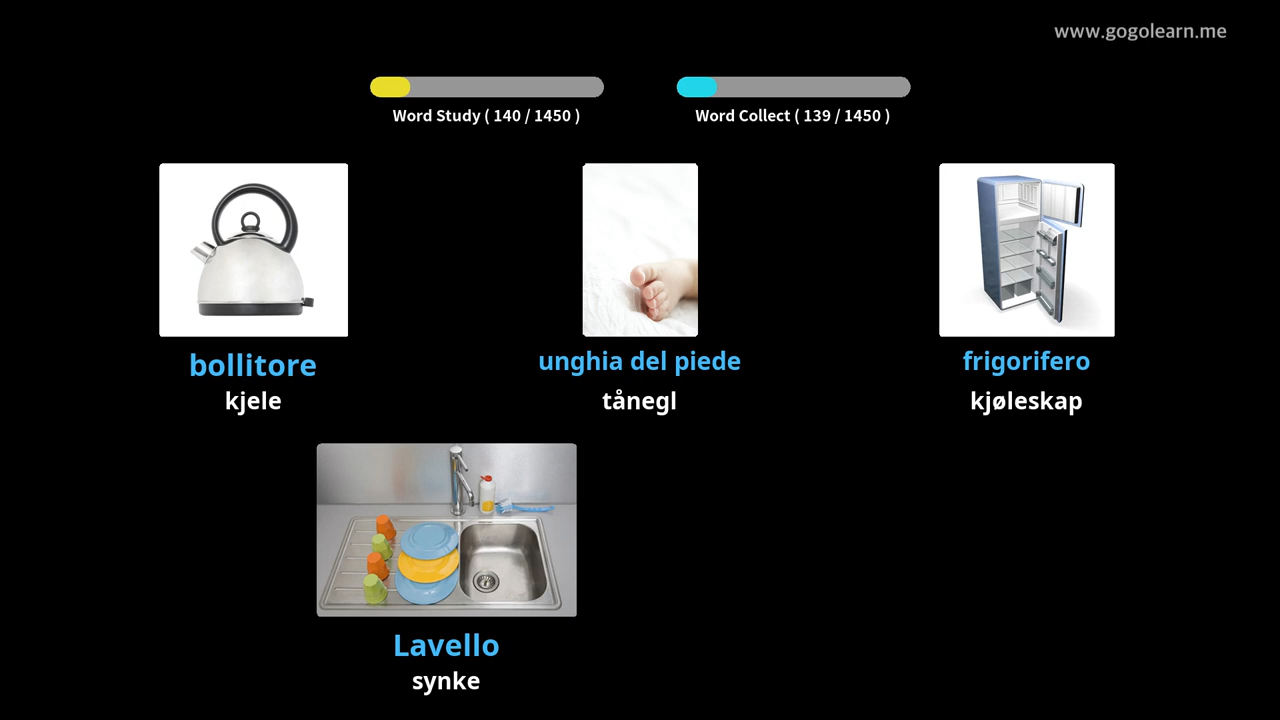 www.gogolearn.me
Word Study ( 140 / 1450 )
Word Collect ( 139 / 1450 )
bollitore
kjele
unghia del piede
tånegl
frigorifero
kjøleskap
Lavello
synke